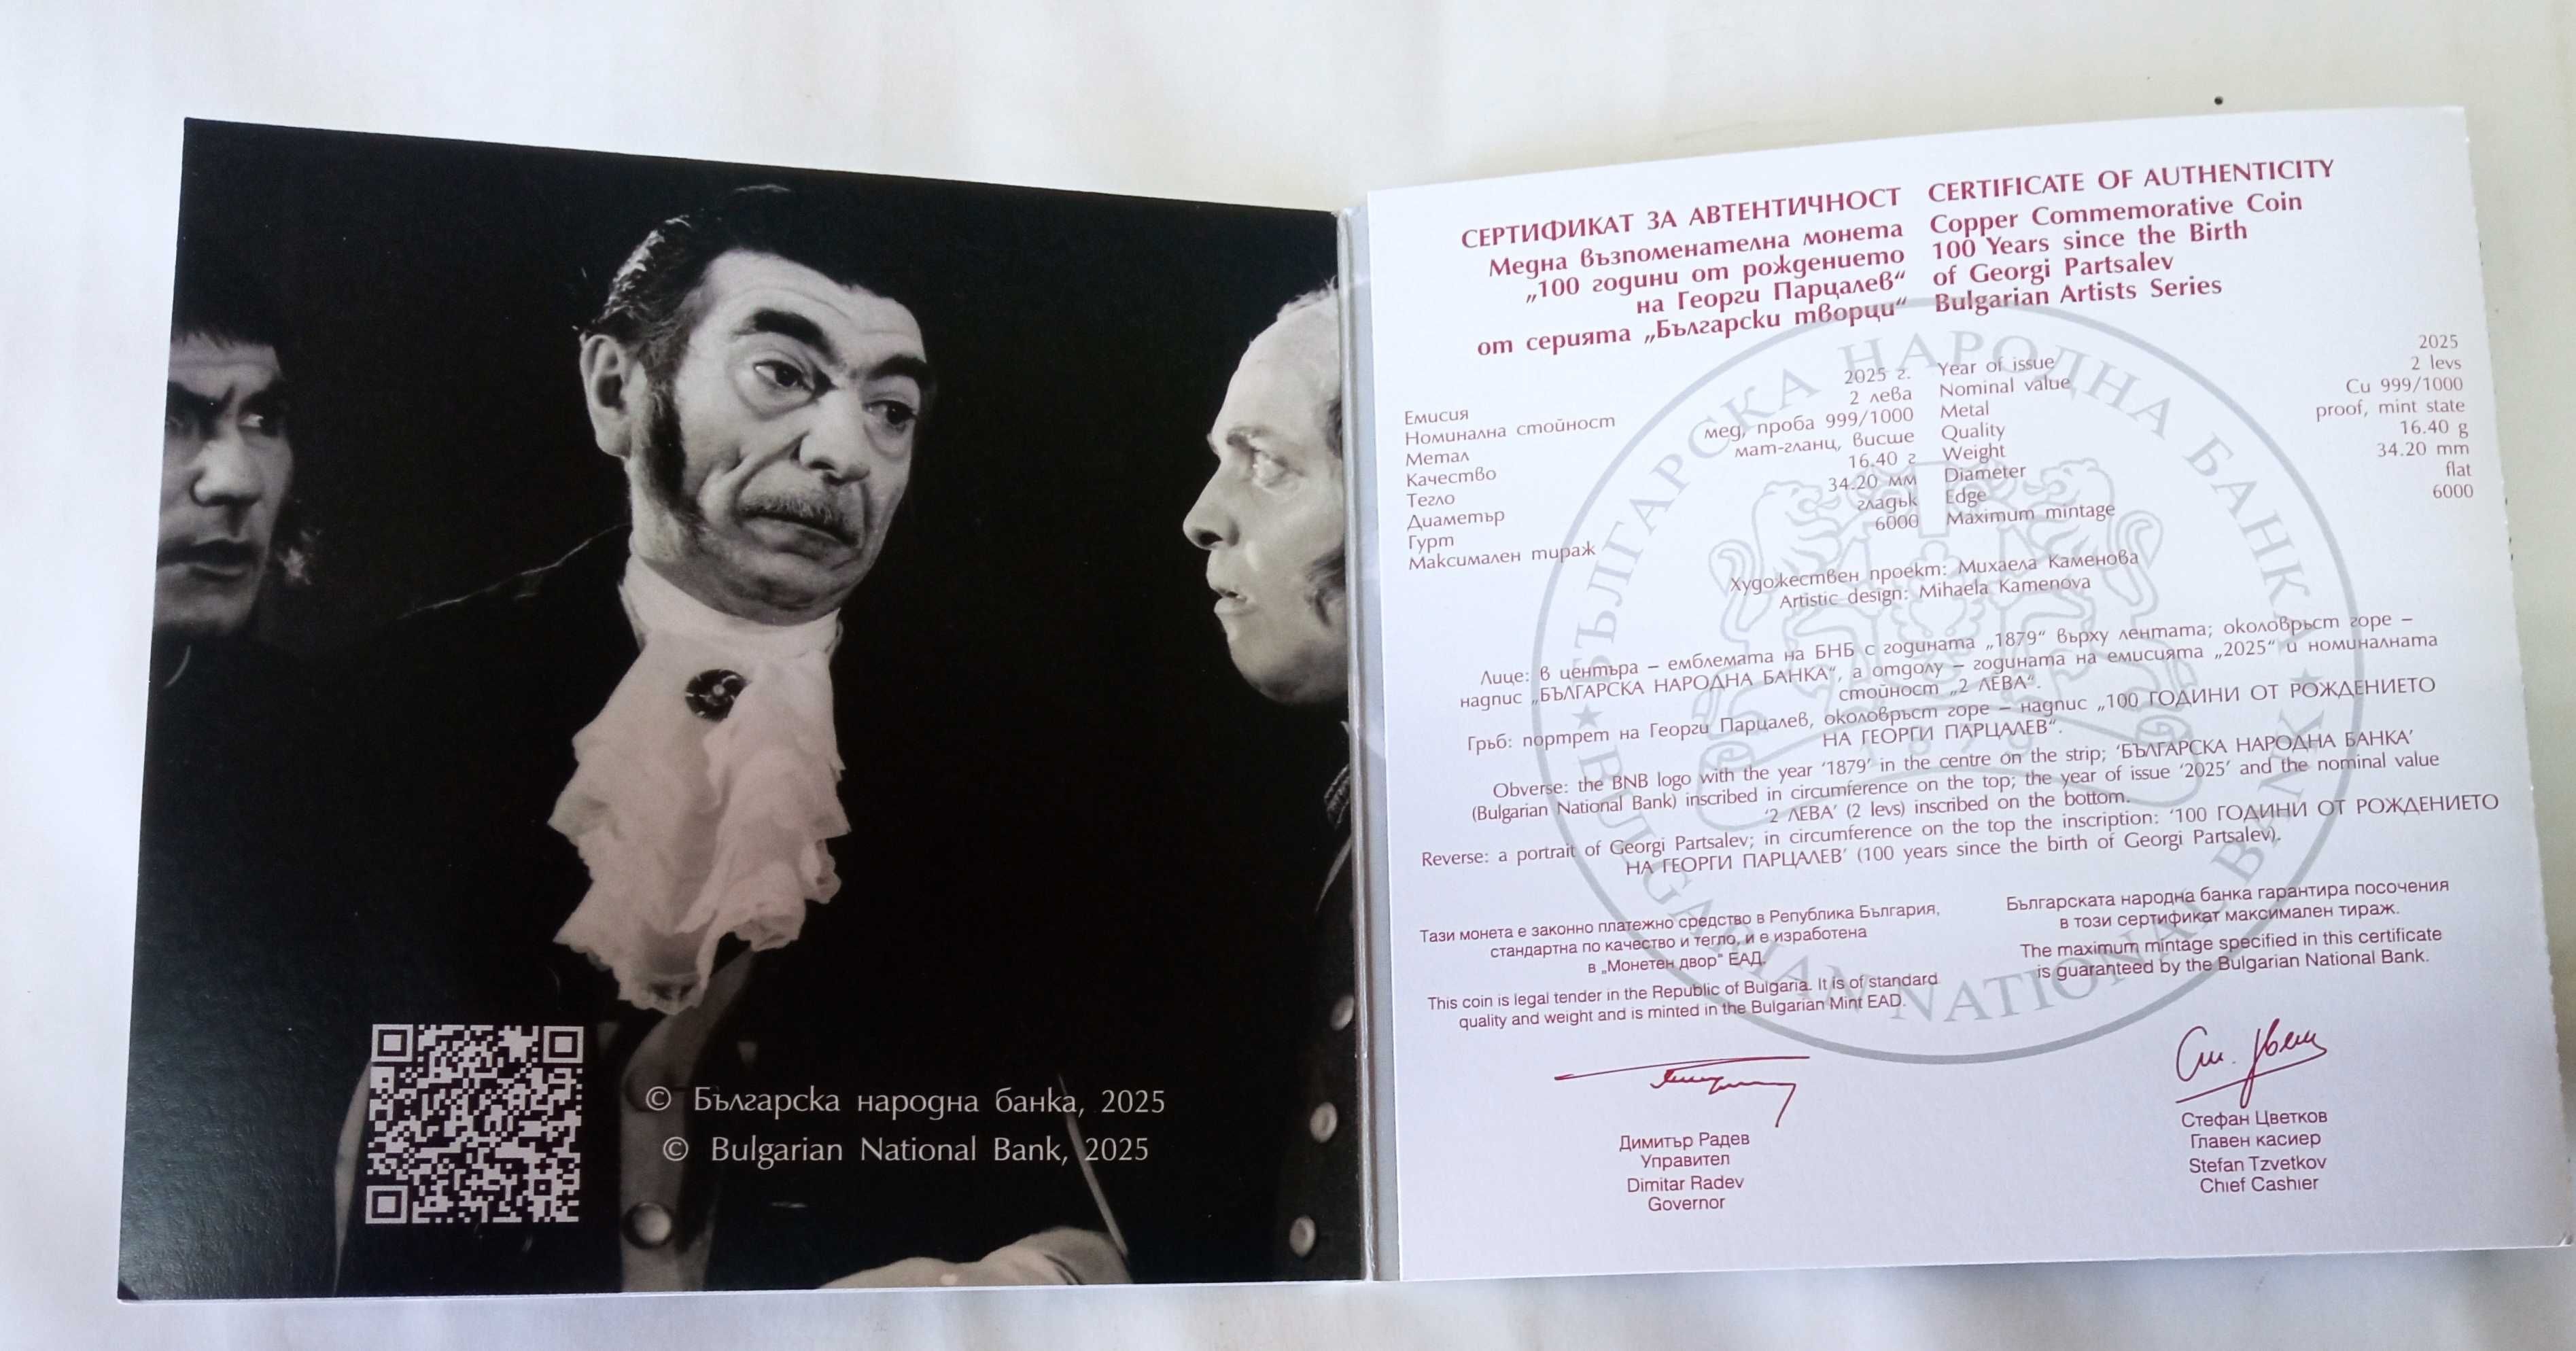 © Българска народна банка, 2025
© Bulgarian National Bank, 2025
СЕРТИФИКАТ ЗА АВТЕНТИЧНОСТ
Медна възпоменателна монета
„100 години от рождението
на Георги Парцалев“
от серията „Български творци“
CERTIFICATE OF AUTHENTICITY
Copper Commemorative Coin
100 Years since the Birth
of Georgi Partsalev
Bulgarian Artists Series
Емисия 2025 г.
Номинална стойност 2 лева
Метал мед, проба 999/1000
Качество мат-гланц, висше
Тегло 16.40 г
Диаметър 34.20 мм
Гурт гладък
Максимален тираж 6000
Year of issue 2025
Nominal value 2 levs
Metal Cu 999/1000
Quality proof, mint state
Weight 16.40 g
Diameter 34.20 mm
Edge flat
Maximum mintage 6000
Художествен проект: Михаела Каменова
Artistic design: Mihaela Kamenova
Лице: в центъра – емблемата на БНБ с годината „1879“ върху лентата; околовръст горе –
надпис „БЪЛГАРСКА НАРОДНА БАНКА“, а отдолу – годината на емисията „2025“ и номиналната
стойност „2 ЛЕВА“.
Гръб: портрет на Георги Парцалев, околовръст горе – надпис „100 ГОДИНИ ОТ РОЖДЕНИЕТО
НА ГЕОРГИ ПАРЦАЛЕВ“.
Obverse: the BNB logo with the year ‘1879’ in the centre on the strip; ‘БЪЛГАРСКА НАРОДНА БАНКА’
(Bulgarian National Bank) inscribed in circumference on the top; the year of issue ‘2025’ and the nominal value
‘2 ЛЕВА’ (2 levs) inscribed on the bottom.
Reverse: a portrait of Georgi Partsalev; in circumference on the top the inscription: ‘100 ГОДИНИ ОТ РОЖДЕНИЕТО
НА ГЕОРГИ ПАРЦАЛЕВ’ (100 years since the birth of Georgi Partsalev).
Тази монета е законно платежно средство в Република България,
стандартна по качество и тегло, и е изработена
в „Монетен двор“ ЕАД.
This coin is legal tender in the Republic of Bulgaria. It is of standard
quality and weight and is minted in the Bulgarian Mint EAD.
Българската народна банка гарантира посочения
в този сертификат максимален тираж.
The maximum mintage specified in this certificate
is guaranteed by the Bulgarian National Bank.
Димитър Радев
Управител
Dimitar Radev
Governor
Стефан Цветков
Главен касиер
Stefan Tzvetkov
Chief Cashier
БЪЛГАРСКА НАРОДНА БАНКА
BULGARIAN NATIONAL BANK
1879